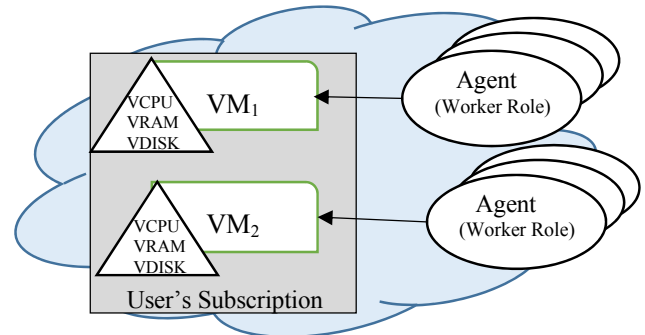 VCPU
VRAM
VDISK
VM₁
Agent
(Worker Role)
VCPU
VRAM
VDISK
VM₂
Agent
(Worker Role)
User's Subscription